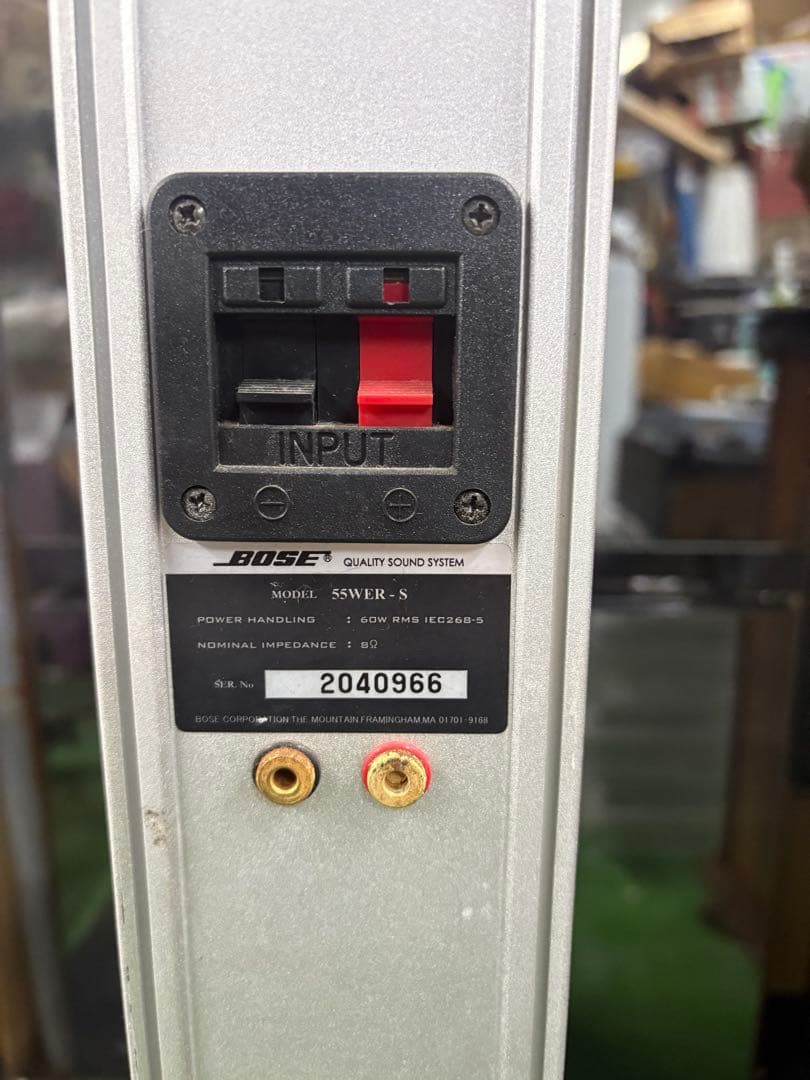 INPUT
⊖ ⊕
BOSE® QUALITY SOUND SYSTEM
MODEL 55WER - S
POWER HANDLING : 60W RMS IEC268-5
NOMINAL IMPEDANCE : 8Ω
SER. No 2040966
BOSE CORPORATION THE MOUNTAIN.FRAMINGHAM.MA 01701-9168